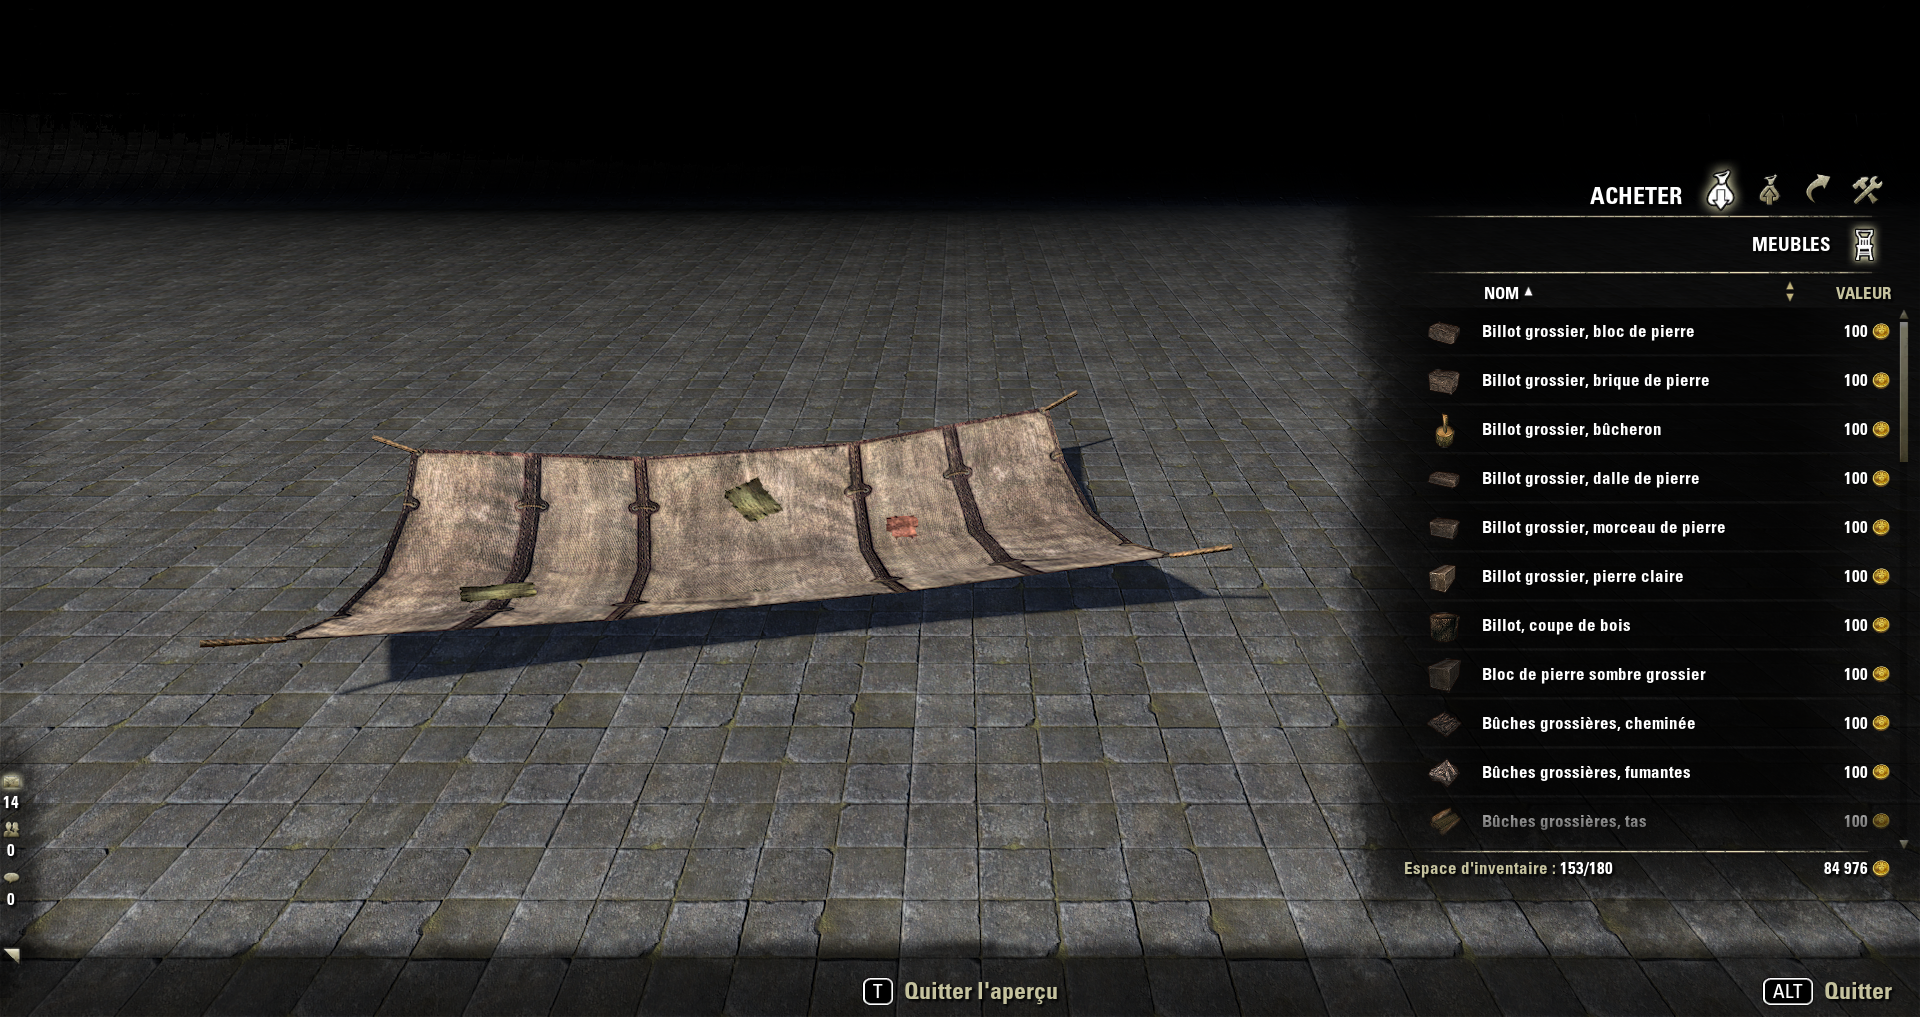 ACHETER
MEUBLES
NOM VALEUR
Billot grossier, bloc de pierre 100
Billot grossier, brique de pierre 100
Billot grossier, bûcheron 100
Billot grossier, dalle de pierre 100
Billot grossier, morceau de pierre 100
Billot grossier, pierre claire 100
Billot, coupe de bois 100
Bloc de pierre sombre grossier 100
Bûches grossières, cheminée 100
Bûches grossières, fumantes 100
Bûches grossières, tas 100
Espace d'inventaire : 153/180 84 976
14
0
0
T Quitter l'aperçu
ALT Quitter